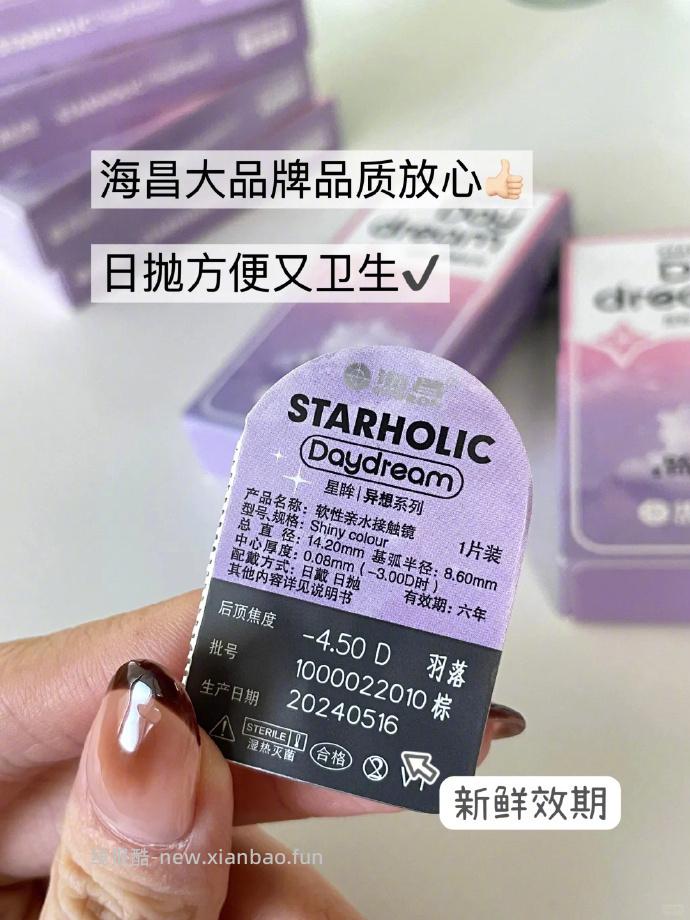 海昌大品牌品质放心👍🏻
日抛方便又卫生✔
Day
dream
海昌
STARHOLIC
Daydream
星眸|异想系列
产品名称：软性亲水接触镜
型号、规格：Shiny colour 1片装
总直径：14.20mm 基弧半径：8.60mm
中心厚度：0.08mm（-3.00D时）
配戴方式：日戴 日抛 有效期：六年
其他内容详见说明书
后顶焦度 -4.50 D 羽落
批号 1000022010 棕
生产日期 20240516
STERILE
湿热灭菌
合格
新鲜效期
-new.xianbao.fun